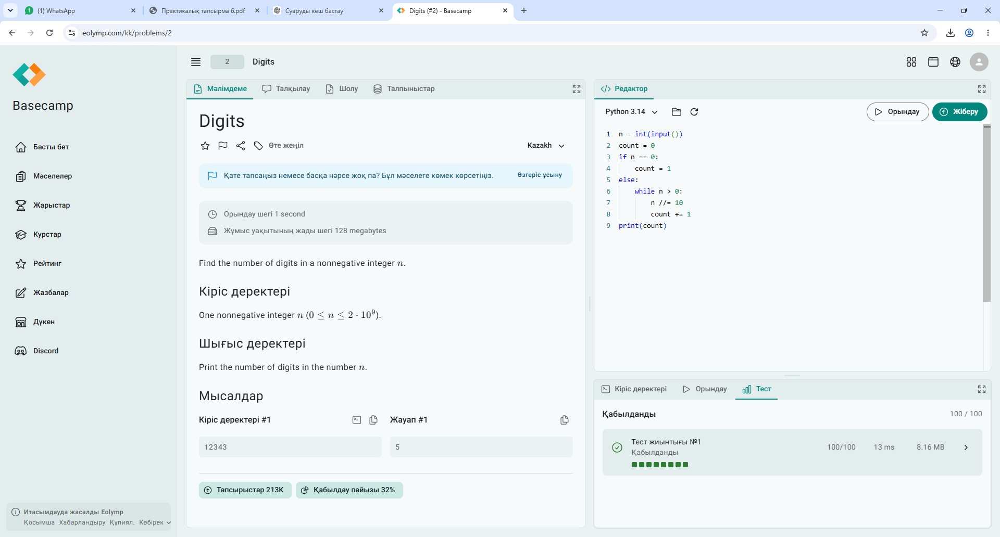 (1) WhatsApp
Практикалық тапсырма 6.pdf
Суаруды кеш бастау
Digits (#2) - Basecamp
eolymp.com/kk/problems/2
Basecamp
Басты бет
Мәселелер
Жарыстар
Курстар
Рейтинг
Жазбалар
Дүкен
Discord
Итасымдауда жасалды Eolymp
Қосымша Хабарландыру Құпиял. Көбірек
2
Digits
Мәлімдеме
Талқылау
Шолу
Талпыныстар
Digits
Өте жеңіл
Kazakh
Қате тапсаңыз немесе басқа нәрсе жоқ па? Бұл мәселеге көмек көрсетіңіз.
Өзгеріс ұсыну
Орындау шегі 1 second
Жұмыс уақытының жады шегі 128 megabytes
Find the number of digits in a nonnegative integer n.
Кіріс деректері
One nonnegative integer n (0 ≤ n ≤ 2 · 10⁹).
Шығыс деректері
Print the number of digits in the number n.
Мысалдар
Кіріс деректері #1
Жауап #1
12343
5
Тапсырыстар 213K
Қабылдау пайызы 32%
Редактор
Python 3.14
Орындау
Жіберу
1 n = int(input())
2 count = 0
3 if n == 0:
4 count = 1
5 else:
6 while n > 0:
7 n //= 10
8 count += 1
9 print(count)
Кіріс деректері
Орындау
Тест
Қабылданды
100 / 100
Тест жиынтығы №1
Қабылданды
100/100
13 ms
8.16 MB